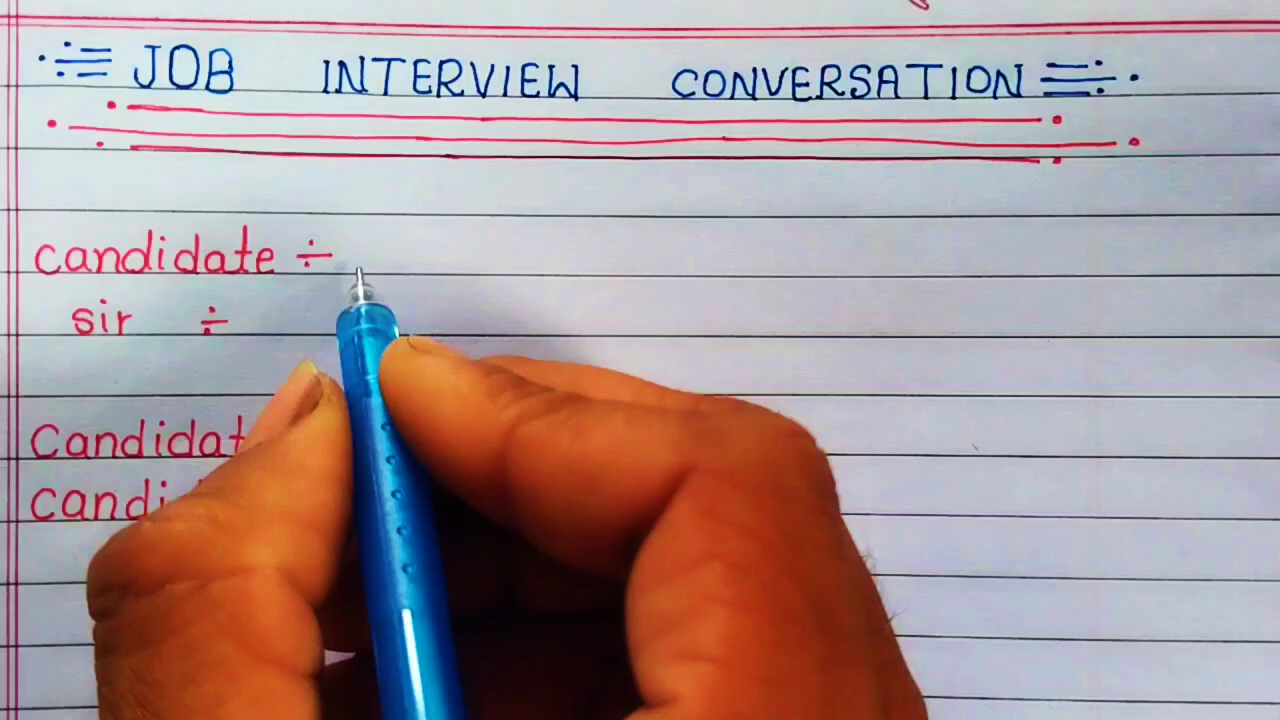 JOB INTERVIEW CONVERSATION
candidate ÷
sir ÷